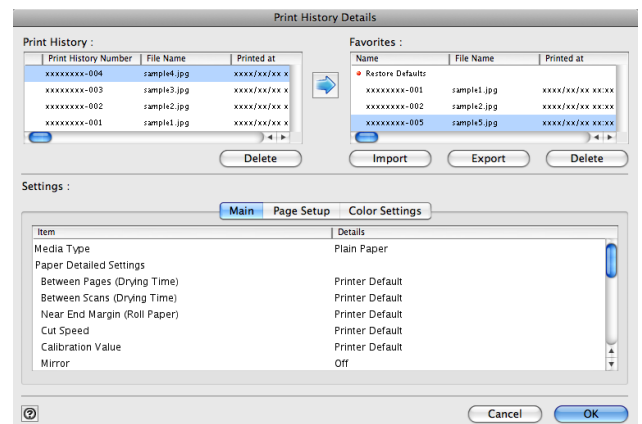 Print History Details
Print History : Favorites :
Print History Number File Name Printed at Name File Name Printed at
xxxxxxxx-004 sample4.jpg xxxx/xx/xx x Restore Defaults
xxxxxxxx-003 sample3.jpg xxxx/xx/xx x xxxxxxxx-001 sample1.jpg xxxx/xx/xx xx:xx
xxxxxxxx-002 sample2.jpg xxxx/xx/xx x xxxxxxxx-002 sample2.jpg xxxx/xx/xx xx:xx
xxxxxxxx-001 sample1.jpg xxxx/xx/xx x xxxxxxxx-005 sample5.jpg xxxx/xx/xx xx:xx
Delete Import Export Delete
Settings :
Main Page Setup Color Settings
Item Details
Media Type Plain Paper
Paper Detailed Settings
Between Pages (Drying Time) Printer Default
Between Scans (Drying Time) Printer Default
Near End Margin (Roll Paper) Printer Default
Cut Speed Printer Default
Calibration Value Printer Default
Mirror Off
? Cancel OK